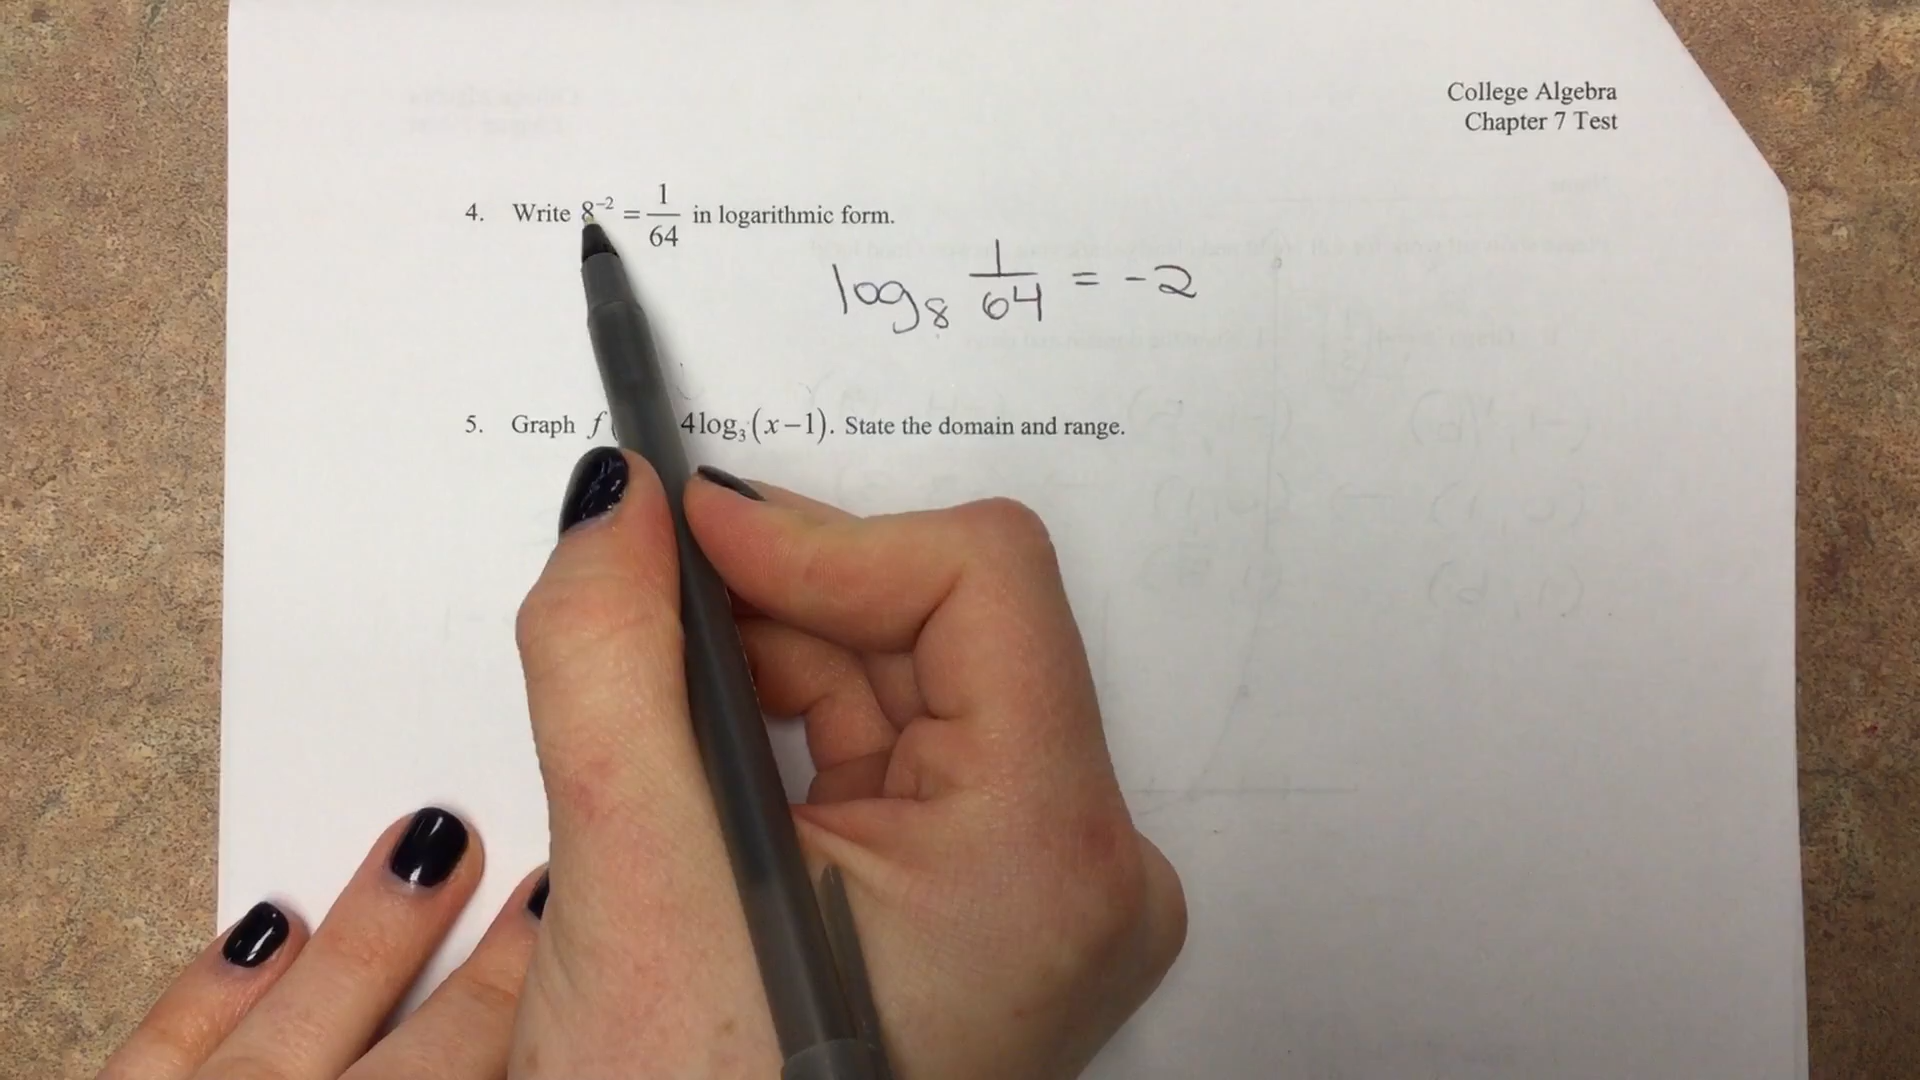 College Algebra
Chapter 7 Test
4. Write 8⁻² = 1/64 in logarithmic form.
log₈ 1/64 = -2
5. Graph f 4log₃(x−1). State the domain and range.